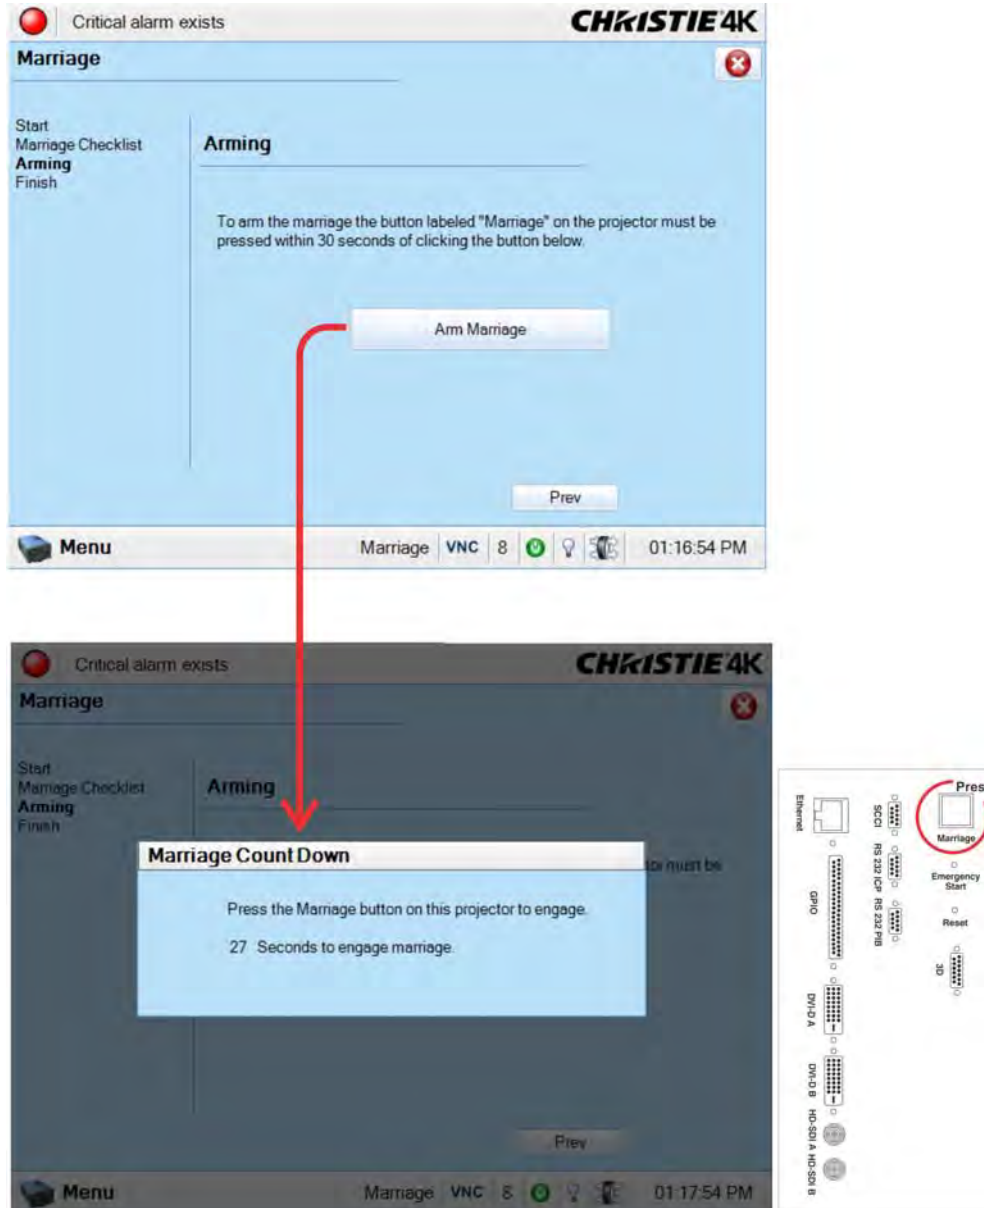 Critical alarm exists
CHRISTIE 4K
Marriage
Start
Marriage Checklist
Arming
Finish
Arming
To arm the marriage the button labeled "Marriage" on the projector must be
pressed within 30 seconds of clicking the button below.
Arm Marriage
Prev
Menu
Marriage VNC 8 01:16:54 PM
Critical alarm exists
CHRISTIE 4K
Marriage
Start
Marriage Checklist
Arming
Finish
Arming
must be
Marriage Count Down
Press the Marriage button on this projector to engage.
27 Seconds to engage marriage.
Prev
Menu
Marriage VNC 8 01:17:54 PM
Ethernet
GPIO
DVI-D A
DVI-D B
HD-SDI A HD-SDI B
SCCI
RS 232 ICP
RS 232 PIB
Pres
Marriage
Emergency
Start
Reset
3D